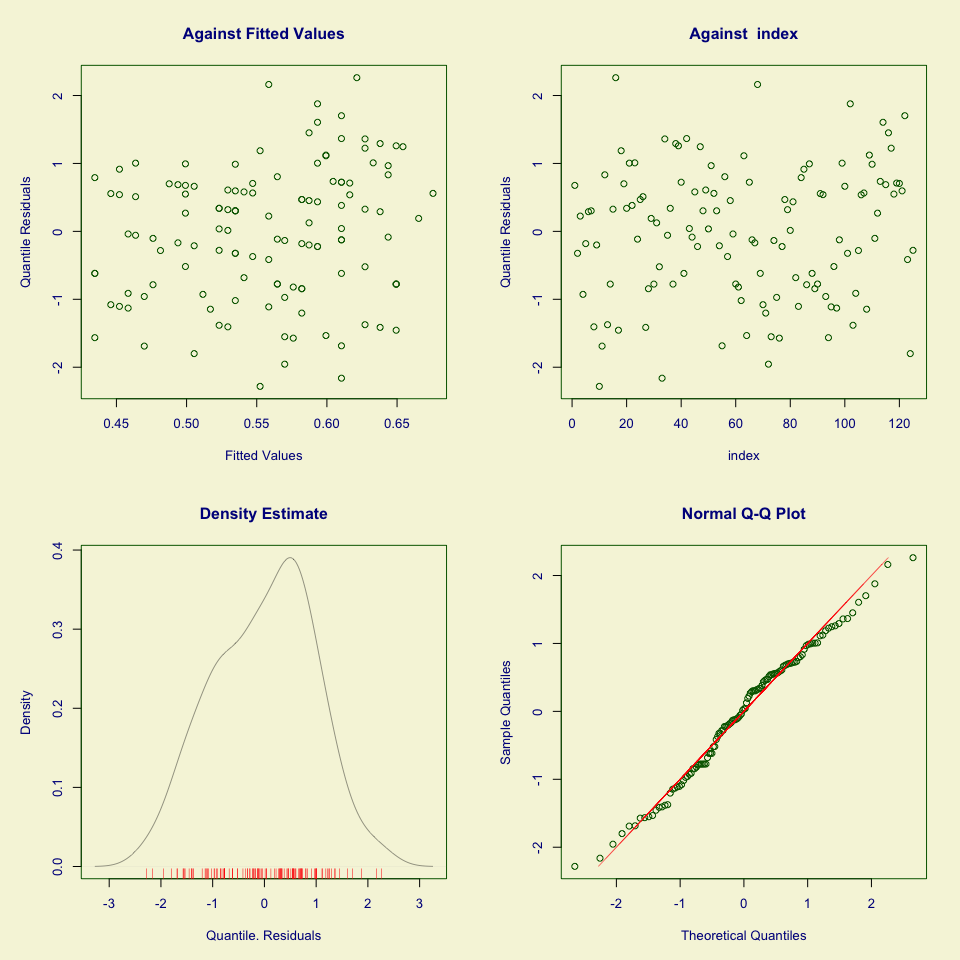 Against Fitted Values
Quantile Residuals
2
1
0
-1
-2
0.45 0.50 0.55 0.60 0.65
Fitted Values
Against index
Quantile Residuals
2
1
0
-1
-2
0 20 40 60 80 100 120
index
Density Estimate
Density
0.4
0.3
0.2
0.1
0.0
-3 -2 -1 0 1 2 3
Quantile. Residuals
Normal Q-Q Plot
Sample Quantiles
2
1
0
-1
-2
-2 -1 0 1 2
Theoretical Quantiles